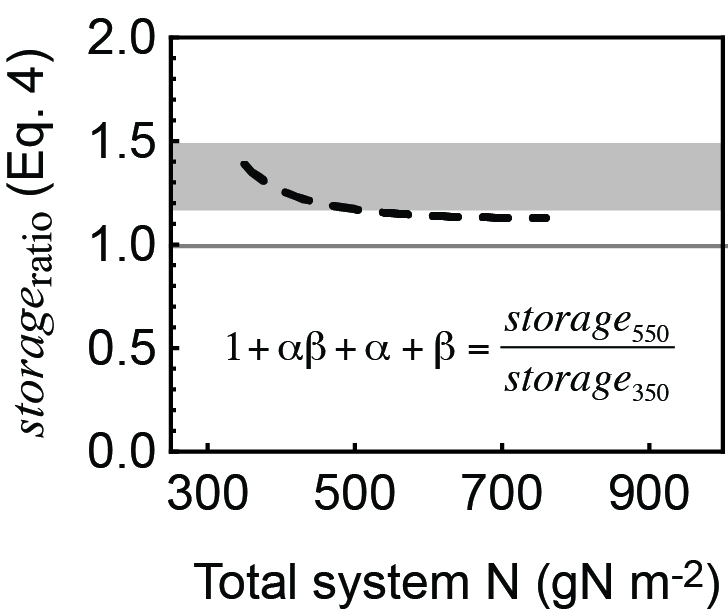 2.0
1.5
1.0
0.5
0.0
storage_ratio (Eq. 4)
1 + αβ + α + β = storage_550 / storage_350
300 500 700 900
Total system N (gN m^-2)